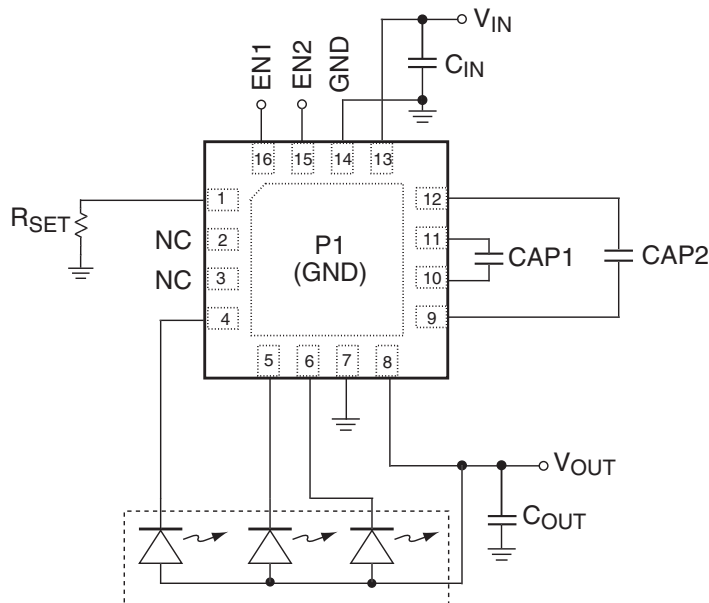 VIN
CIN
EN1
EN2
GND
16
15
14
13
RSET
1
2
3
4
NC
NC
P1
(GND)
12
11
10
9
CAP1
CAP2
5
6
7
8
VOUT
COUT